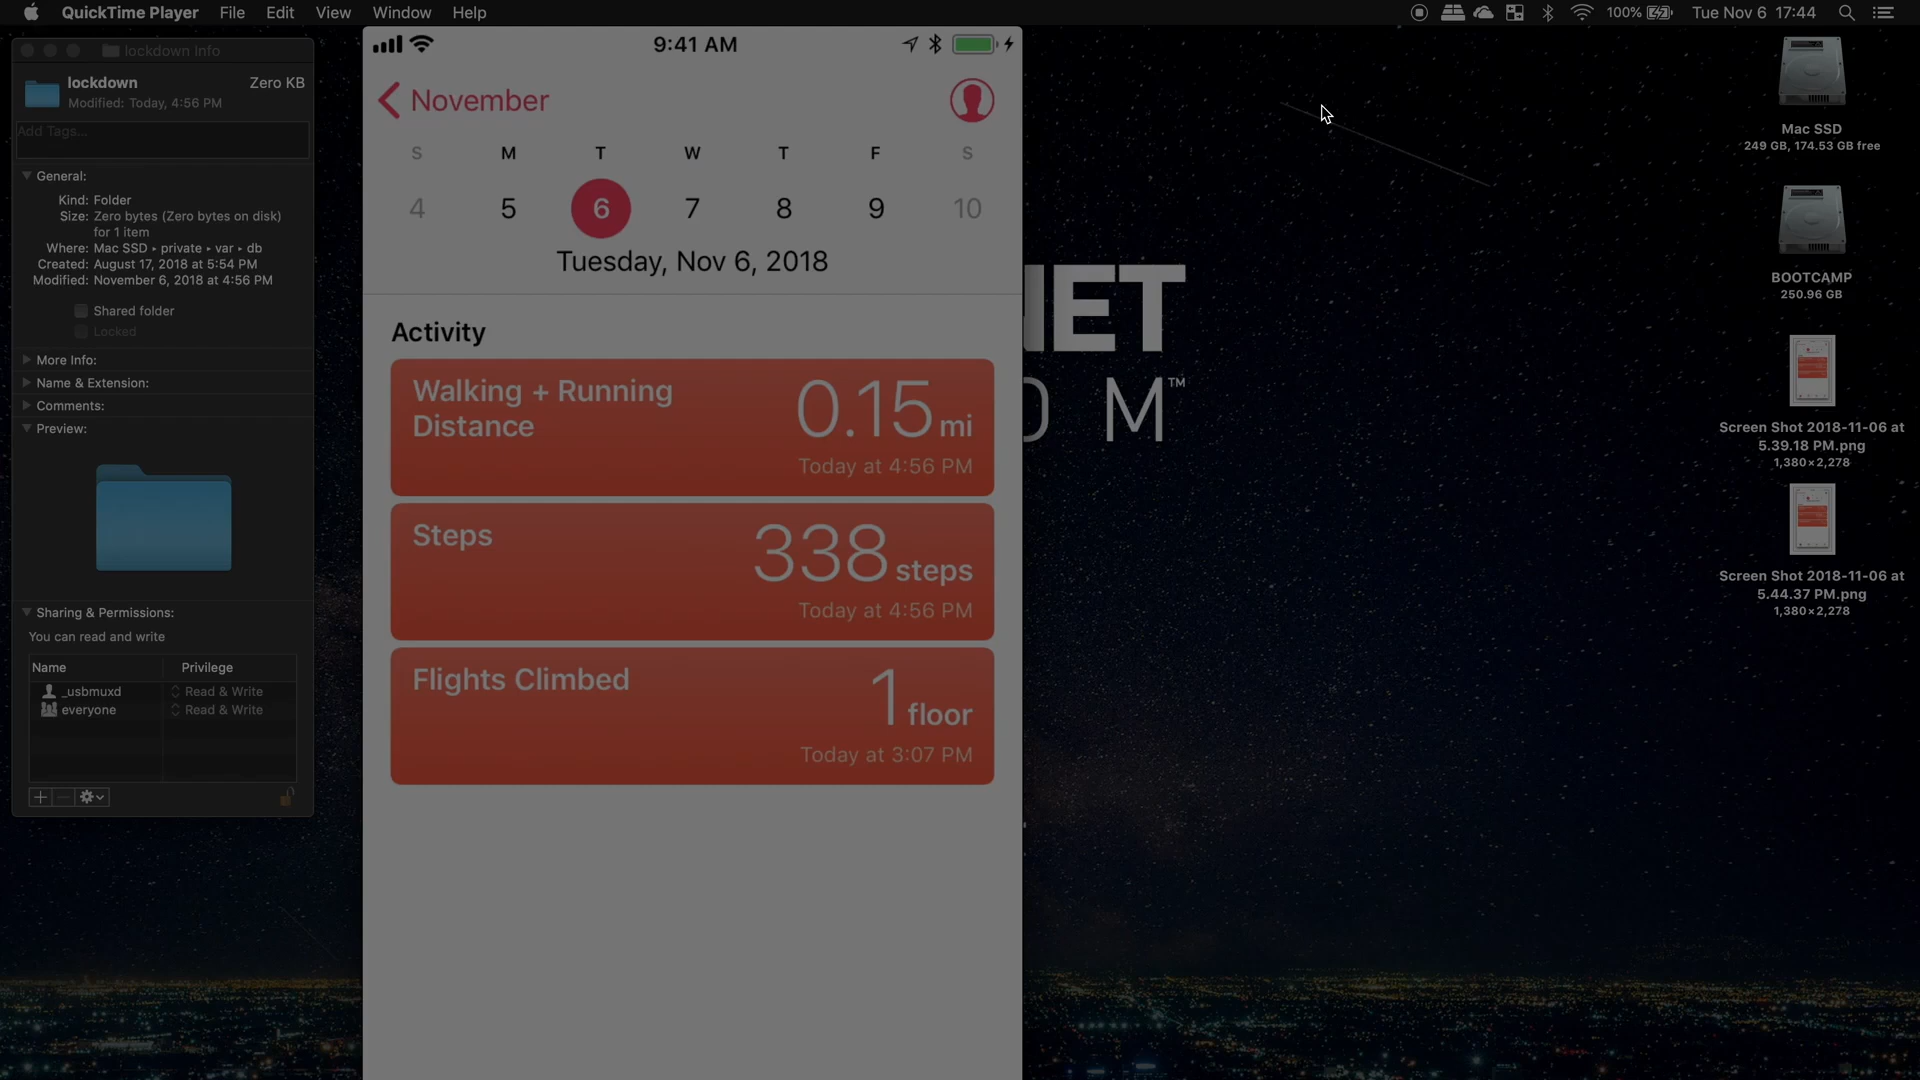 QuickTime Player File Edit View Window Help
100% Tue Nov 6 17:44
lockdown Info
lockdown Zero KB
Modified: Today, 4:56 PM
Add Tags...
General:
Kind: Folder
Size: Zero bytes (Zero bytes on disk)
for 1 item
Where: Mac SSD ▸ private ▸ var ▸ db
Created: August 17, 2018 at 5:54 PM
Modified: November 6, 2018 at 4:56 PM
Shared folder
Locked
More Info:
Name & Extension:
Comments:
Preview:
Sharing & Permissions:
You can read and write
Name Privilege
_usbmuxd Read & Write
everyone Read & Write
9:41 AM
November
S M T W T F S
4 5 6 7 8 9 10
Tuesday, Nov 6, 2018
Activity
Walking + Running
Distance
0.15 mi
Today at 4:56 PM
Steps
338 steps
Today at 4:56 PM
Flights Climbed
1 floor
Today at 3:07 PM
ET
M™
Mac SSD
249 GB, 174.53 GB free
BOOTCAMP
250.96 GB
Screen Shot 2018-11-06 at
5.39.18 PM.png
1,380×2,278
Screen Shot 2018-11-06 at
5.44.37 PM.png
1,380×2,278